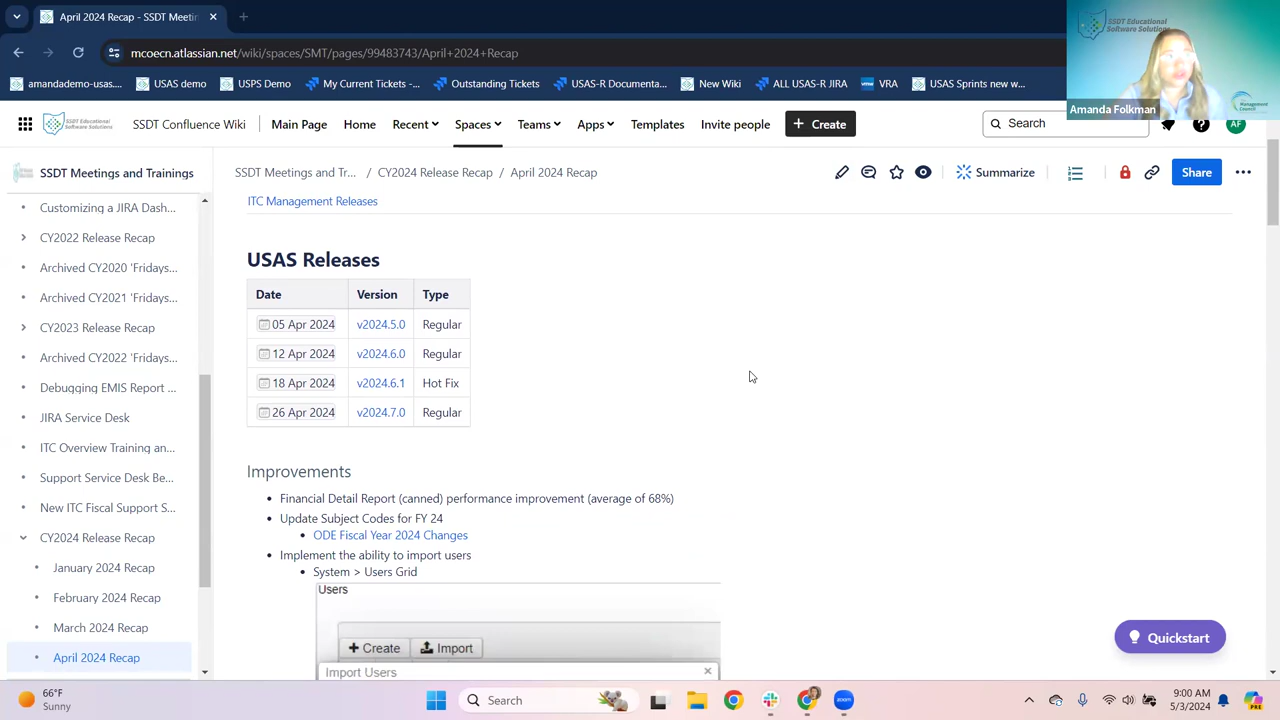 April 2024 Recap - SSDT Meetings
mcoecn.atlassian.net/wiki/spaces/SMT/pages/99483743/April+2024+Recap
amandademo-usas.... USAS demo USPS Demo My Current Tickets -... Outstanding Tickets USAS-R Documenta... New Wiki ALL USAS-R JIRA VRA USAS Sprints new w...
SSDT Educational
Software Solutions
Amanda Folkman
Management
Council
SSDT Confluence Wiki Main Page Home Recent Spaces Teams Apps Templates Invite people + Create Search AF
SSDT Meetings and Trainings
SSDT Meetings and Tr... CY2024 Release Recap / April 2024 Recap Summarize Share
Customizing a JIRA Dash...
CY2022 Release Recap
Archived CY2020 'Fridays...
Archived CY2021 'Fridays...
CY2023 Release Recap
Archived CY2022 'Fridays...
Debugging EMIS Report ...
JIRA Service Desk
ITC Overview Training an...
Support Service Desk Be...
New ITC Fiscal Support S...
CY2024 Release Recap
January 2024 Recap
February 2024 Recap
March 2024 Recap
April 2024 Recap
ITC Management Releases
USAS Releases
Date Version Type
05 Apr 2024 v2024.5.0 Regular
12 Apr 2024 v2024.6.0 Regular
18 Apr 2024 v2024.6.1 Hot Fix
26 Apr 2024 v2024.7.0 Regular
Improvements
• Financial Detail Report (canned) performance improvement (average of 68%)
• Update Subject Codes for FY 24
• ODE Fiscal Year 2024 Changes
• Implement the ability to import users
• System > Users Grid
Users
+ Create Import
Import Users
Quickstart
66°F
Sunny
Search
9:00 AM
5/3/2024